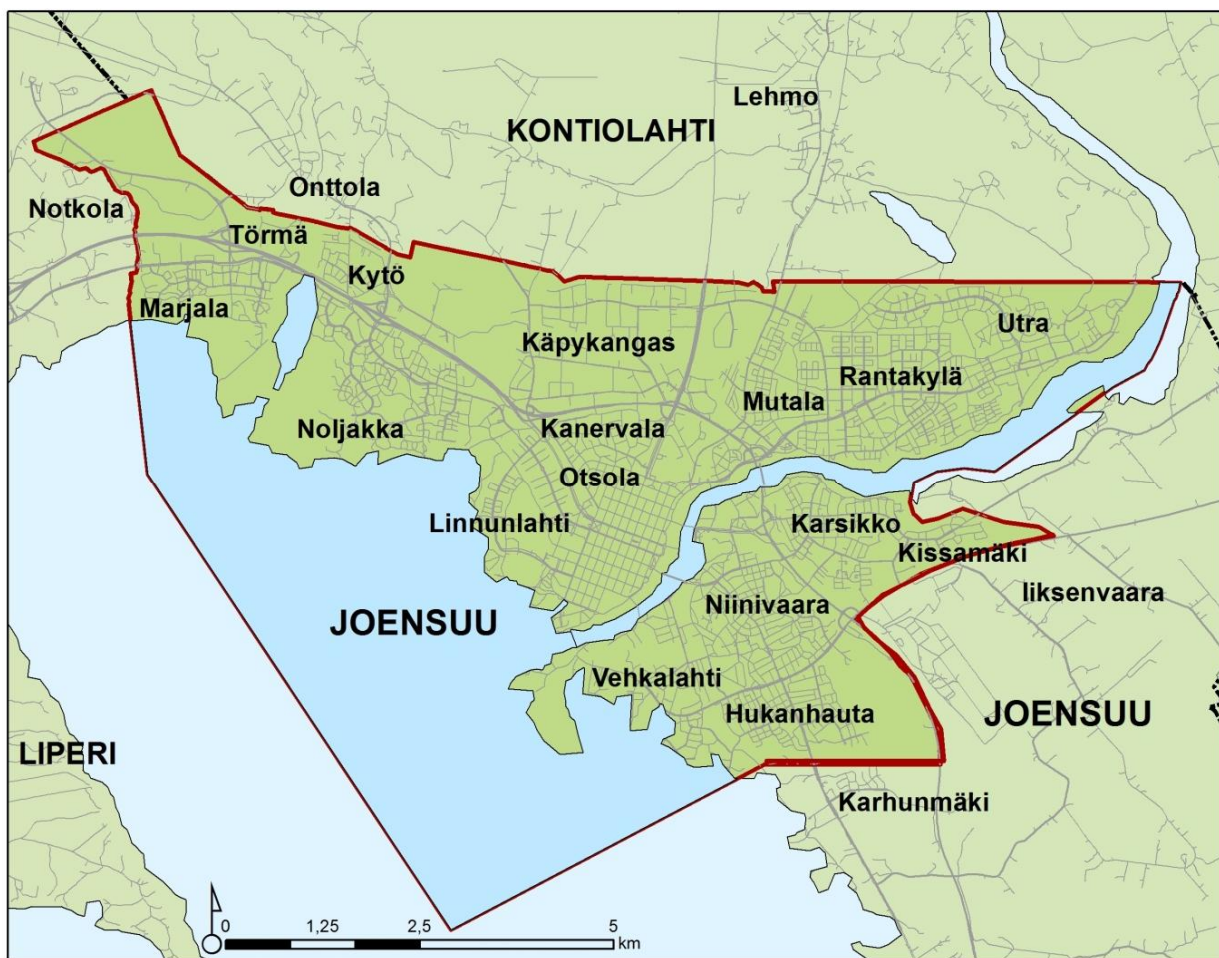 Lehmo
KONTIOLAHTI
Onttola
Notkola
Törmä
Kytö
Marjala
Utra
Käpykangas
Rantakylä
Mutala
Noljakka
Kanervala
Otsola
Linnunlahti
Karsikko
Kissamäki
Iiksenvaara
Niinivaara
JOENSUU
Vehkalahti
Hukanhauta
JOENSUU
LIPERI
Karhunmäki
0 1,25 2,5 5
km